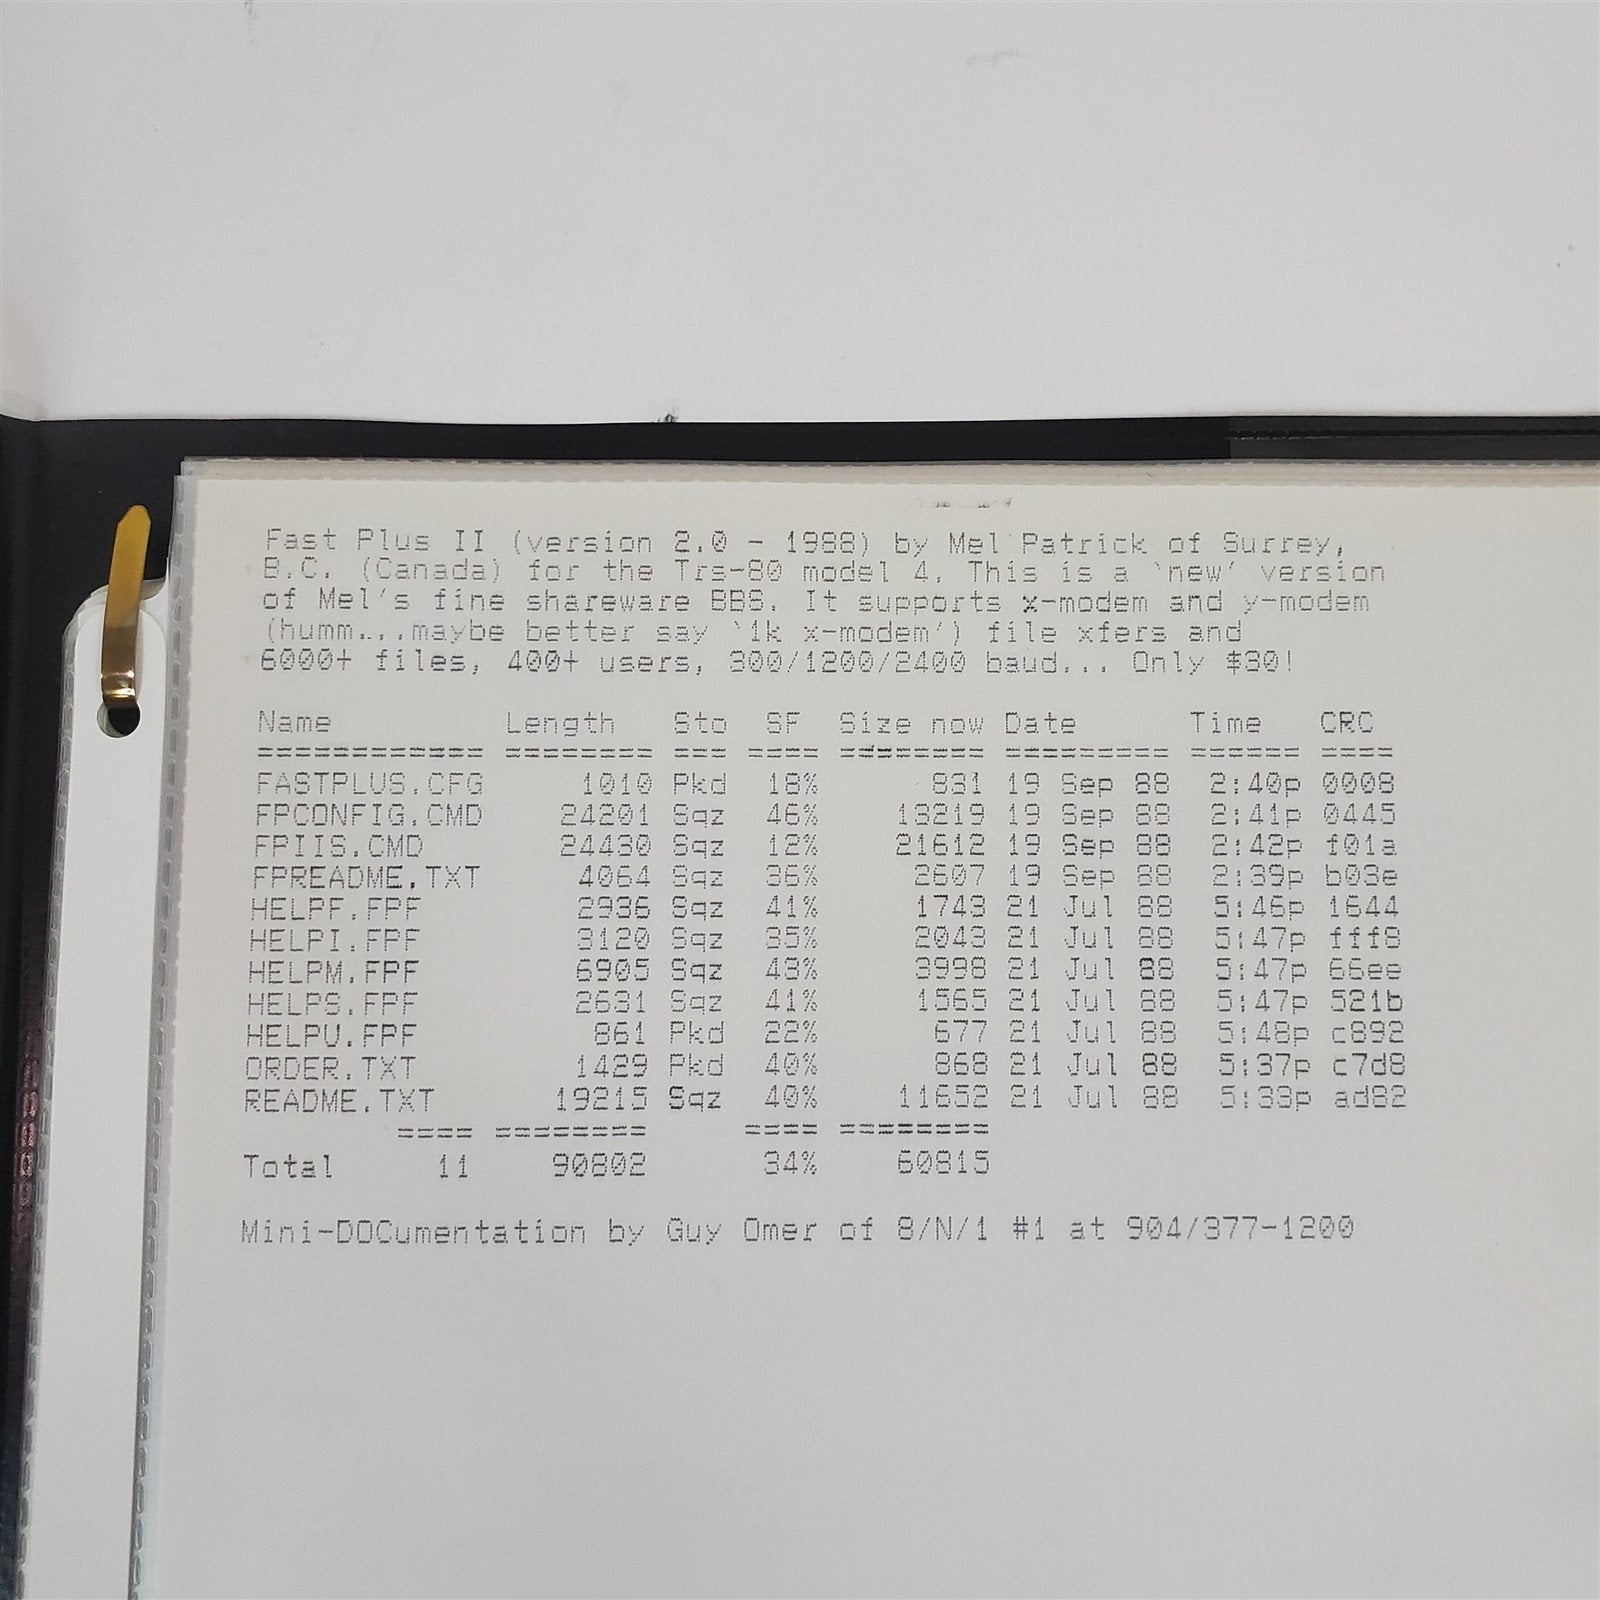 Fast Plus II (version 2.0 - 1988) by Mel Patrick of Surrey,
B.C. (Canada) for the Trs-80 model 4. This is a `new' version
of Mel's fine shareware BBS. It supports x-modem and y-modem
(humm....maybe better say `1k x-modem') file xfers and
6000+ files, 400+ users, 300/1200/2400 baud... Only $30!
Name Length Sto SF Size now Date Time CRC
============ ======== === ==== ======== ========= ====== ====
FASTPLUS.CFG 1010 Pkd 18% 831 19 Sep 88 2:40p 0008
FPCONFIG.CMD 24201 Sqz 46% 13219 19 Sep 88 2:41p 0445
FPIIS.CMD 24430 Sqz 12% 21612 19 Sep 88 2:42p f01a
FPREADME.TXT 4064 Sqz 36% 2607 19 Sep 88 2:39p b03e
HELPF.FPF 2936 Sqz 41% 1743 21 Jul 88 5:46p 1644
HELPI.FPF 3120 Sqz 35% 2043 21 Jul 88 5:47p fff8
HELPM.FPF 6905 Sqz 43% 3998 21 Jul 88 5:47p 66ee
HELPS.FPF 2631 Sqz 41% 1565 21 Jul 88 5:47p 521b
HELPU.FPF 861 Pkd 22% 677 21 Jul 88 5:48p c892
ORDER.TXT 1429 Pkd 40% 868 21 Jul 88 5:37p c7d8
README.TXT 19215 Sqz 40% 11652 21 Jul 88 5:33p ad82
==== ======== ==== ========
Total 11 90802 34% 60815
Mini-DOCumentation by Guy Omer of 8/N/1 #1 at 904/377-1200